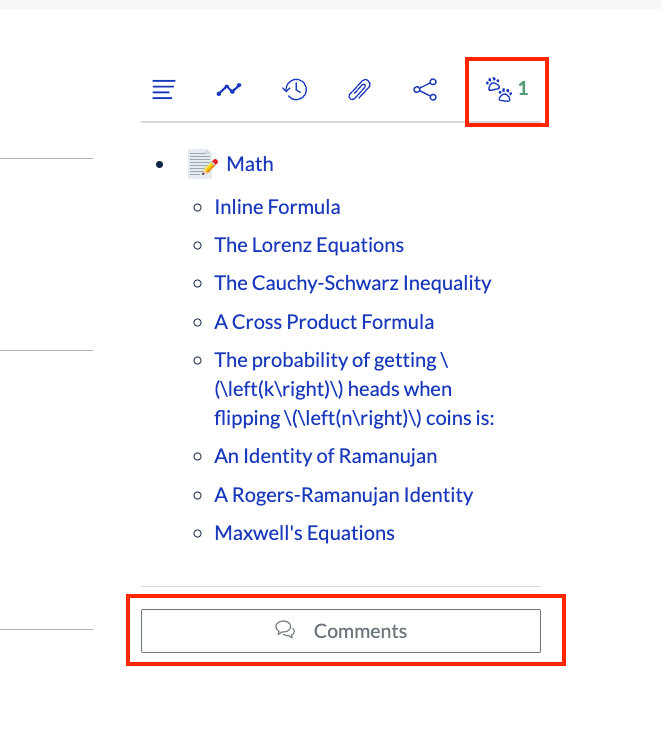 1
Math
Inline Formula
The Lorenz Equations
The Cauchy-Schwarz Inequality
A Cross Product Formula
The probability of getting \
(\left(k\right)\) heads when
flipping \(\left(n\right)\) coins is:
An Identity of Ramanujan
A Rogers-Ramanujan Identity
Maxwell's Equations
Comments